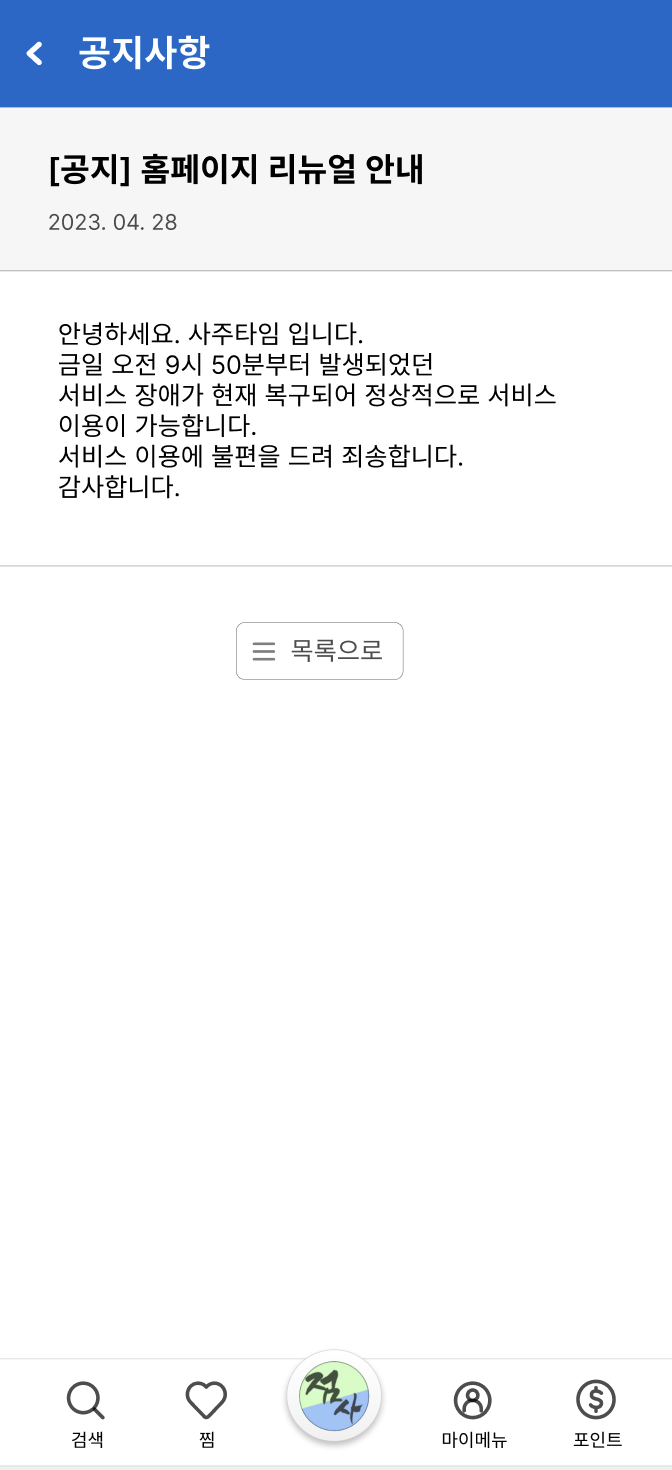 공지사항
[공지] 홈페이지 리뉴얼 안내
2023. 04. 28
안녕하세요. 사주타임 입니다.
금일 오전 9시 50분부터 발생되었던
서비스 장애가 현재 복구되어 정상적으로 서비스
이용이 가능합니다.
서비스 이용에 불편을 드려 죄송합니다.
감사합니다.
목록으로
점
사
검색
찜
마이메뉴
포인트